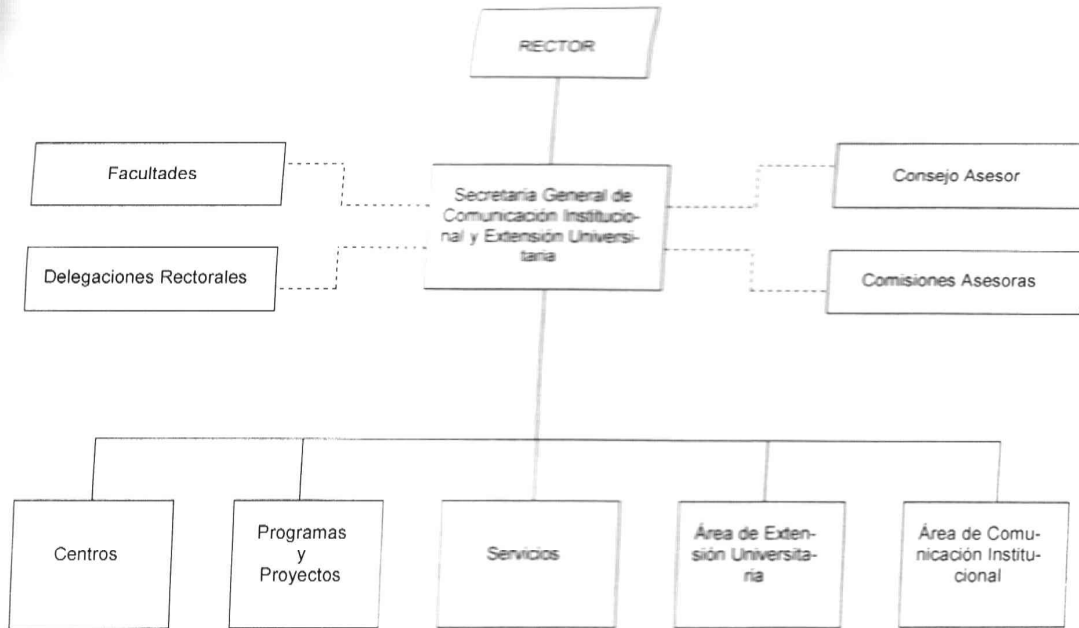 RECTOR
Facultades
Secretaria General de
Comunicación Institucio-
nal y Extensión Universi-
taria
Consejo Asesor
Delegaciones Rectorales
Comisiones Asesoras
Centros
Programas
y
Proyectos
Servicios
Área de Exten-
sión Universita-
ria
Área de Comu-
nicación Institu-
cional